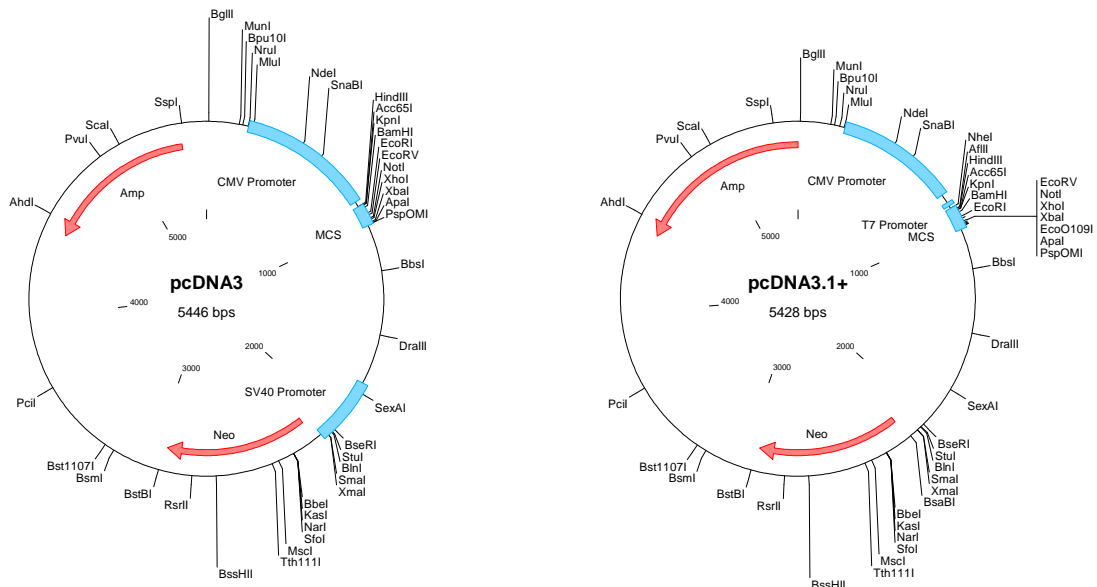 BglII
MunI
Bpu10I
NruI
MluI
NdeI
SnaBI
HindIII
Acc65I
KpnI
BamHI
EcoRI
EcoRV
NotI
XhoI
XbaI
ApaI
PspOMI
SspI
ScaI
PvuI
AhdI
Amp
CMV Promoter
MCS
5000
1000
BbsI
pcDNA3
5446 bps
4000
2000
3000
DraIII
SV40 Promoter
SexAI
PciI
Neo
BseRI
StuI
BlnI
SmaI
XmaI
Bst1107I
BsmI
BstBI
RsrII
BbeI
KasI
NarI
SfoI
MscI
Tth111I
BssHII
BglII
MunI
Bpu10I
NruI
MluI
NdeI
SnaBI
NheI
AflII
HindIII
Acc65I
KpnI
BamHI
EcoRI
EcoRV
NotI
XhoI
XbaI
EcoO109I
ApaI
PspOMI
SspI
ScaI
PvuI
AhdI
Amp
CMV Promoter
T7 Promoter
MCS
5000
1000
BbsI
pcDNA3.1+
5428 bps
4000
2000
3000
DraIII
SexAI
PciI
Neo
BseRI
StuI
BlnI
SmaI
XmaI
BsaBI
Bst1107I
BsmI
BstBI
RsrII
BbeI
KasI
NarI
SfoI
MscI
Tth111I
BssHII